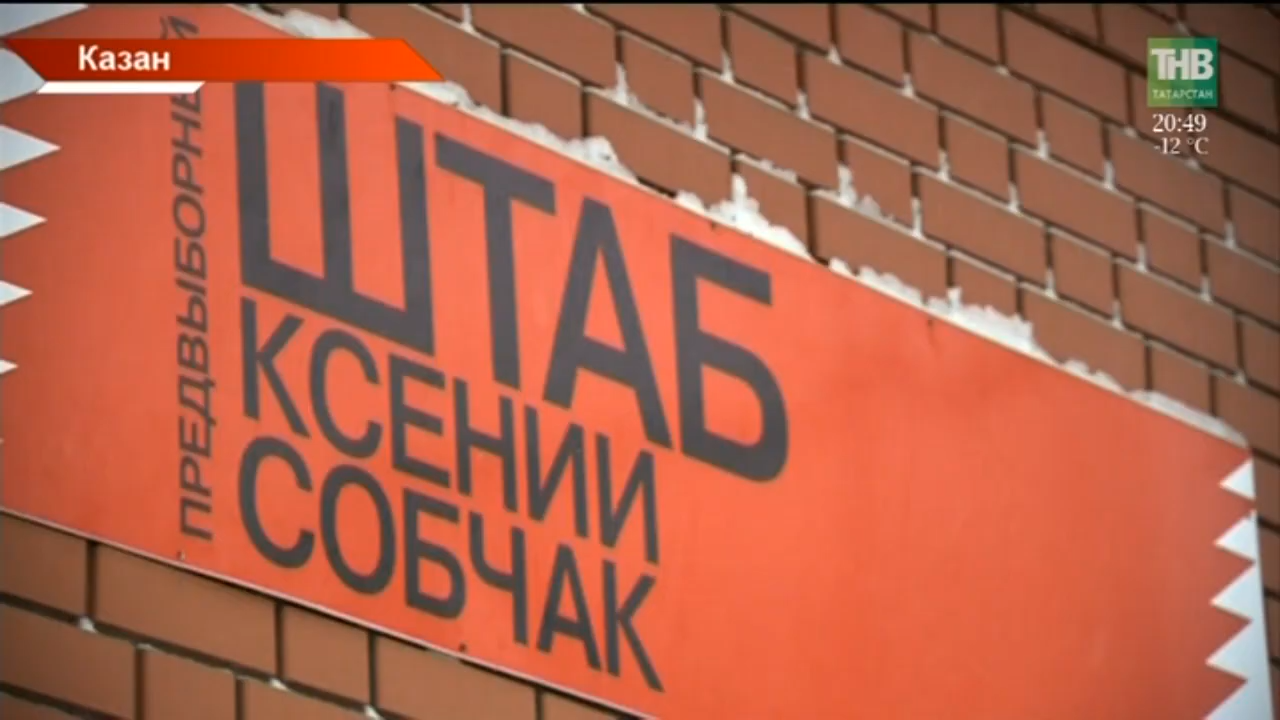 Казан
ТНВ
ТАТАРСТАН
20:49
-12 °C
ПРЕДВЫБОРНЫЙ
ШТАБ
КСЕНИИ
СОБЧАК